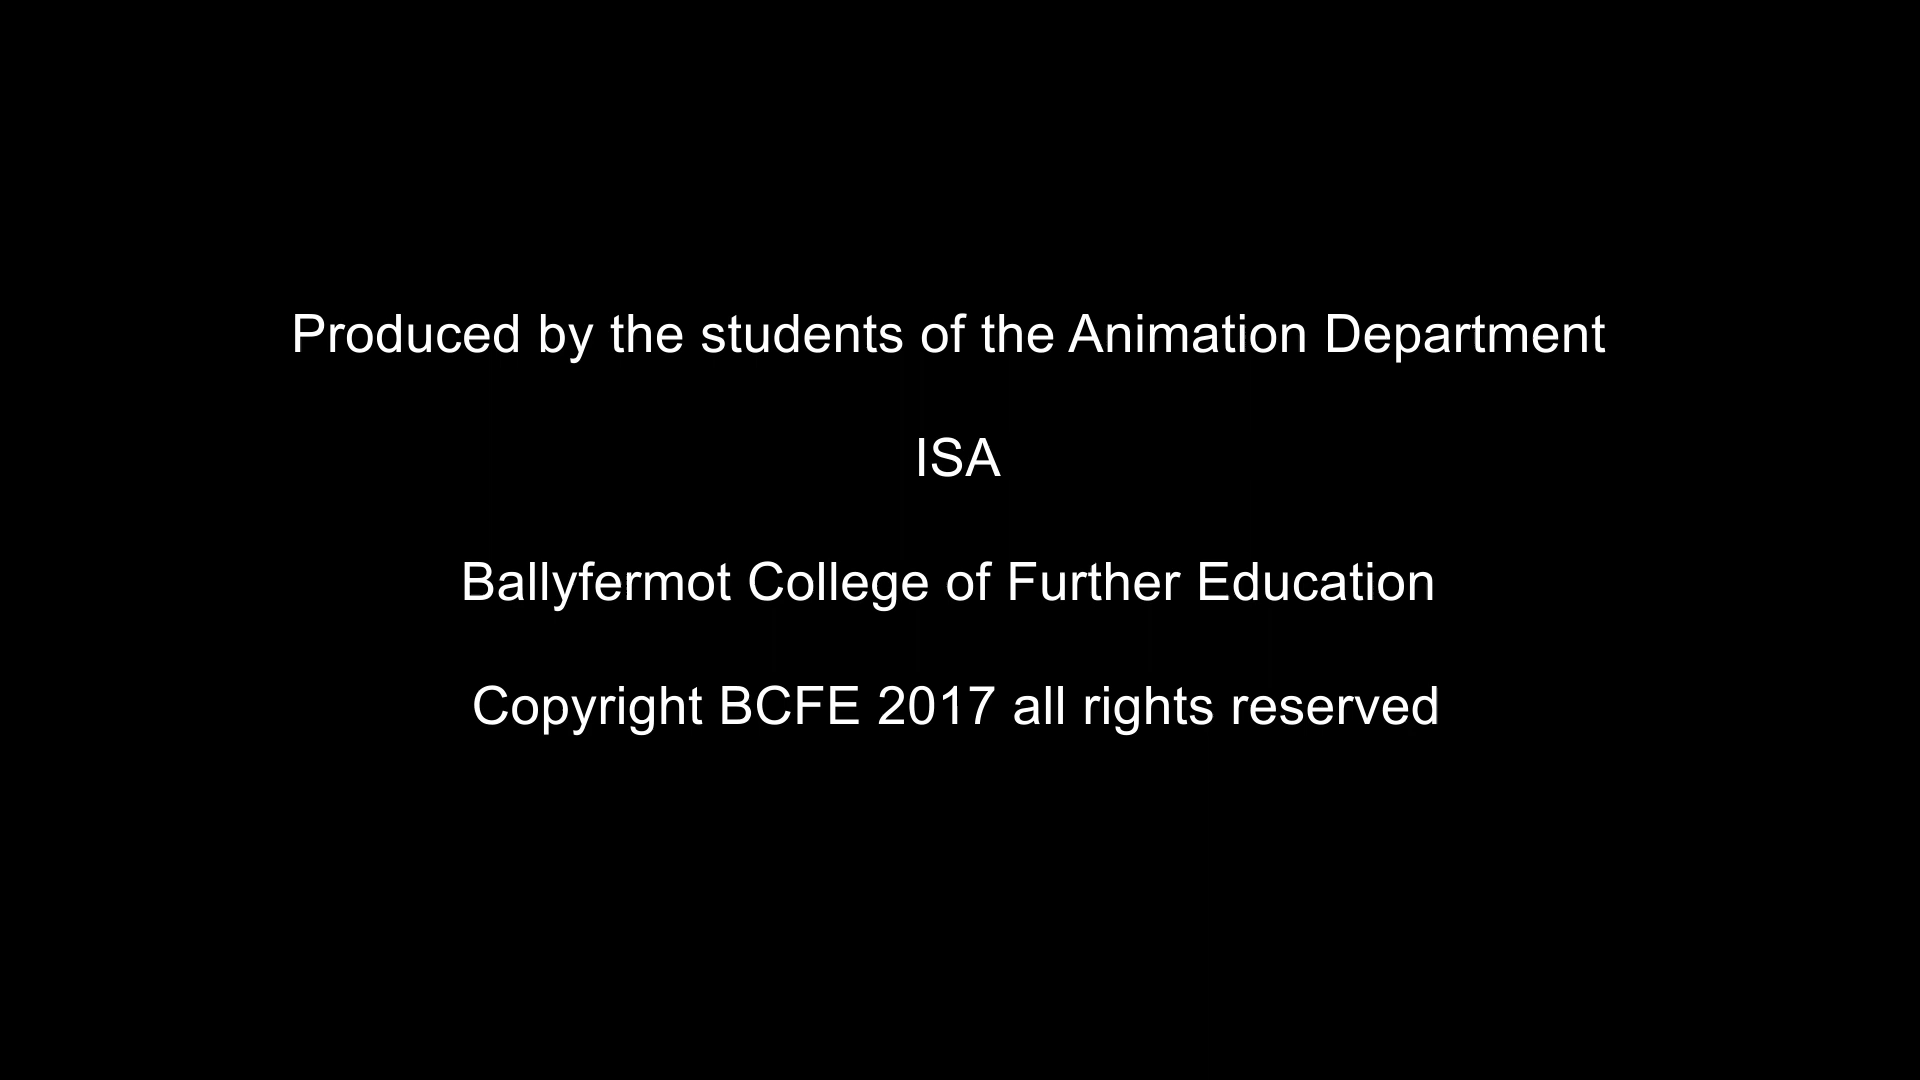 Produced by the students of the Animation Department
ISA
Ballyfermot College of Further Education
Copyright BCFE 2017 all rights reserved